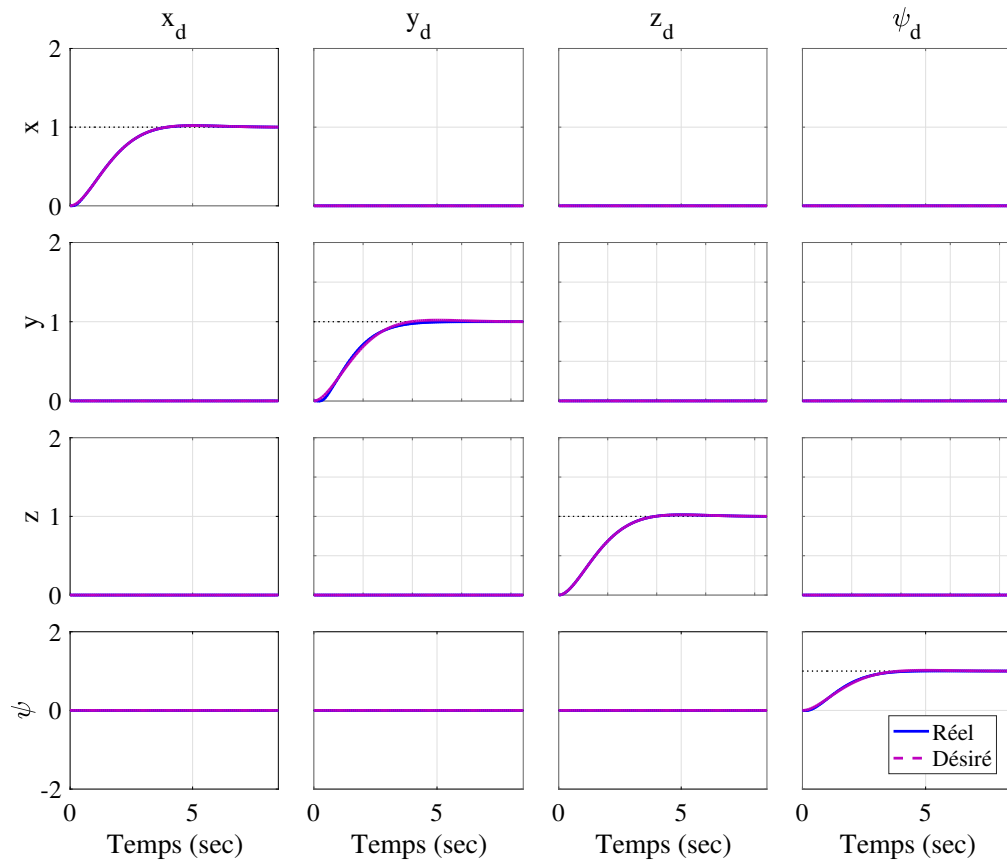 x_d y_d z_d ψ_d
2
x 1
0
2
y 1
0
2
z 1
0
2
ψ 0
-2
Réel
Désiré
0 5 0 5 0 5 0 5
Temps (sec) Temps (sec) Temps (sec) Temps (sec)